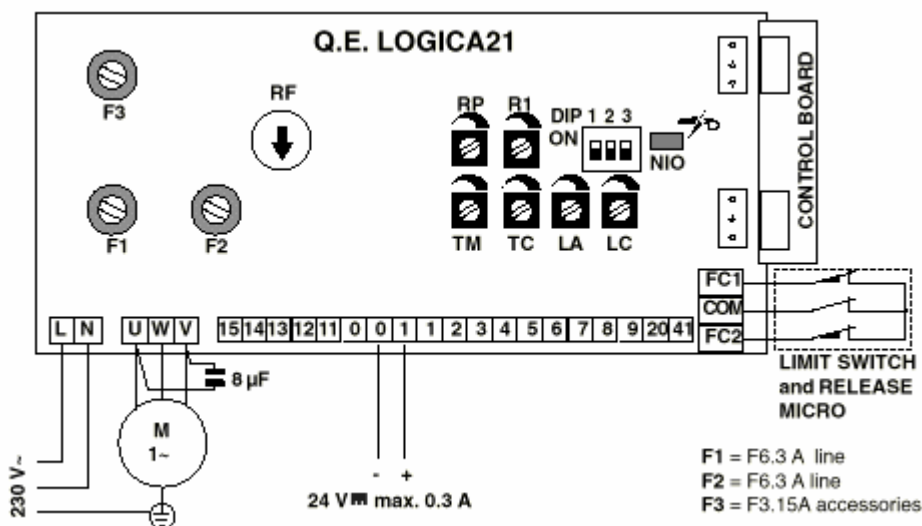 Q.E. LOGICA21
F3
RF
RP R1
DIP 1 2 3
ON
NIO
CONTROL BOARD
F1 F2
TM TC LA LC
L N U W V 15 14 13 12 11 0 0 1 1 2 3 4 5 6 7 8 9 20 41
FC1
COM
FC2
8 µF
LIMIT SWITCH
and RELEASE
MICRO
M
1~
230 V~
- +
24 V max. 0.3 A
F1 = F6.3 A line
F2 = F6.3 A line
F3 = F3.15A accessories